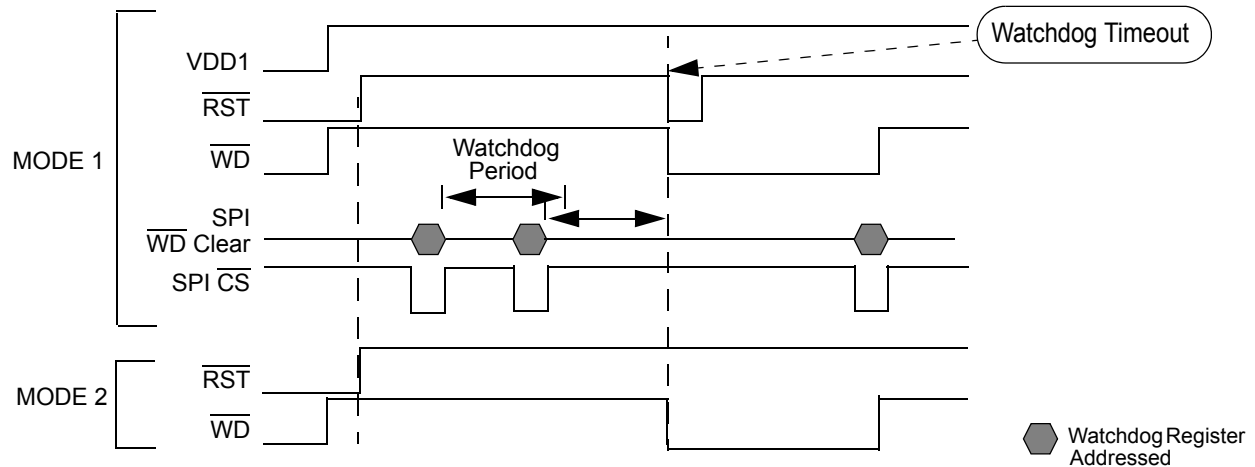 Watchdog Timeout
MODE 1
VDD1
RST
WD
Watchdog
Period
SPI
WD Clear
SPI CS
MODE 2
RST
WD
Watchdog Register
Addressed